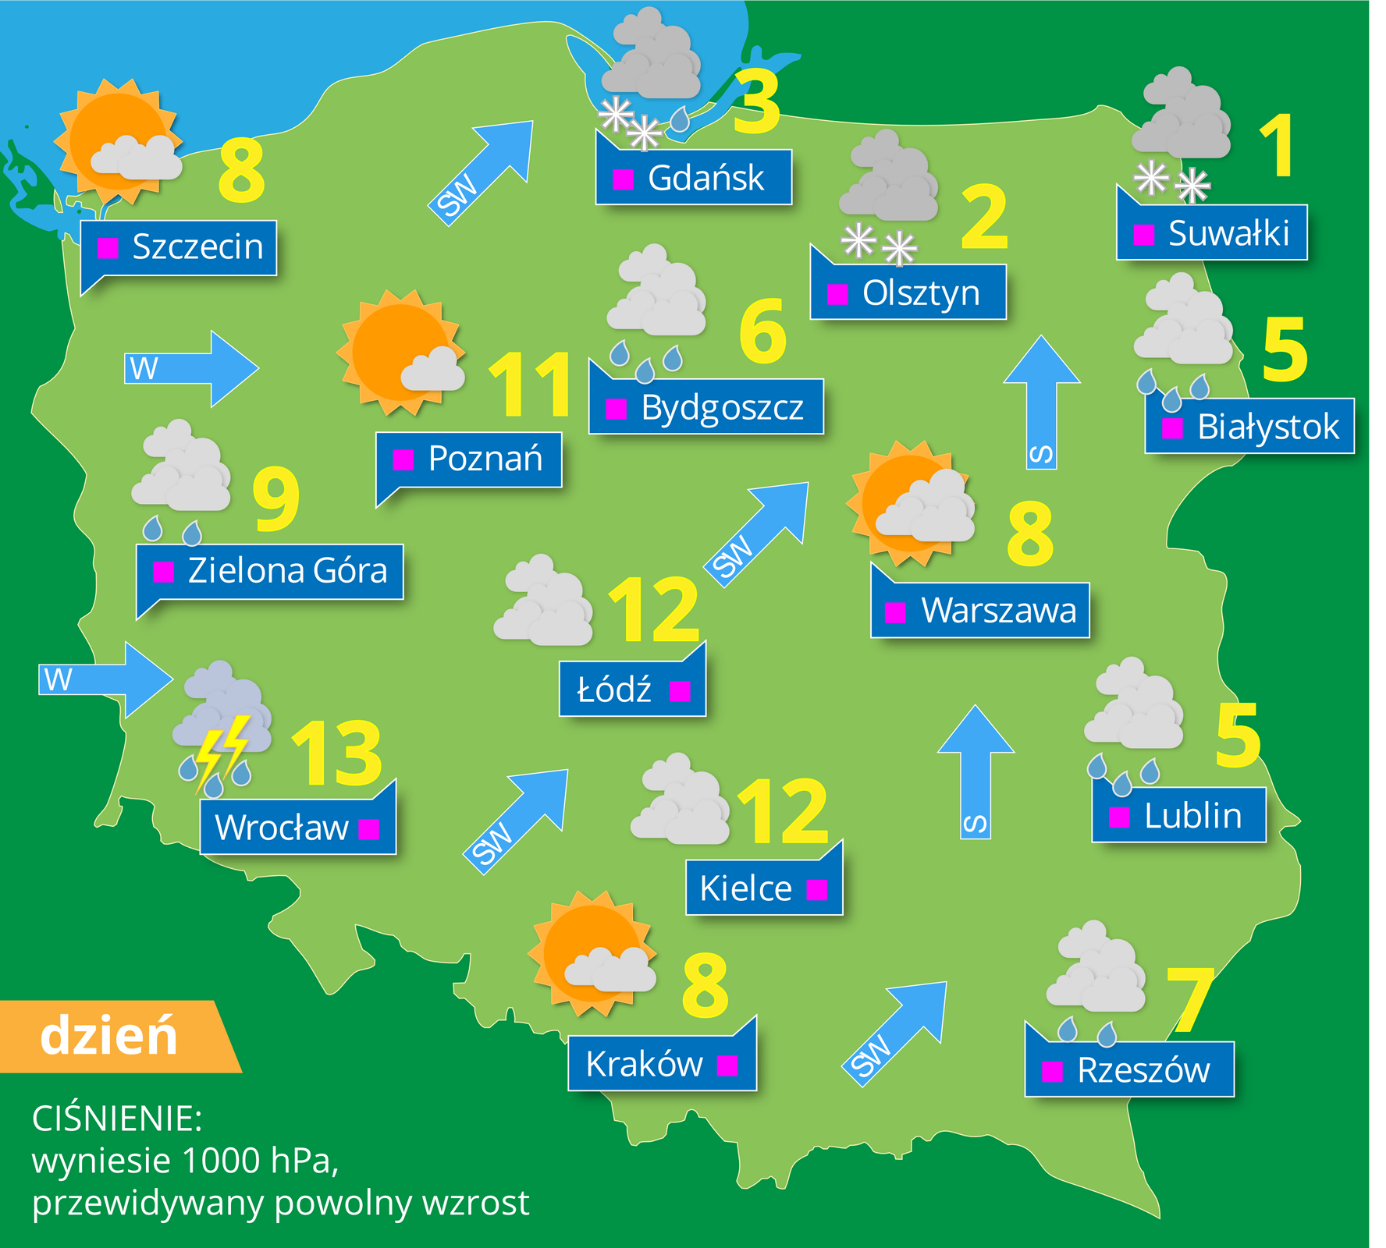 3
1
8
SW
Gdańsk
2
Suwałki
Szczecin
Olsztyn
6
5
W
11
Bydgoszcz
Białystok
Poznań
S
9
8
SW
Zielona Góra
12
Warszawa
W
Łódź
13
5
SW
12
S
Wrocław
Lublin
Kielce
8
7
SW
dzień
Kraków
Rzeszów
CIŚNIENIE:
wyniesie 1000 hPa,
przewidywany powolny wzrost